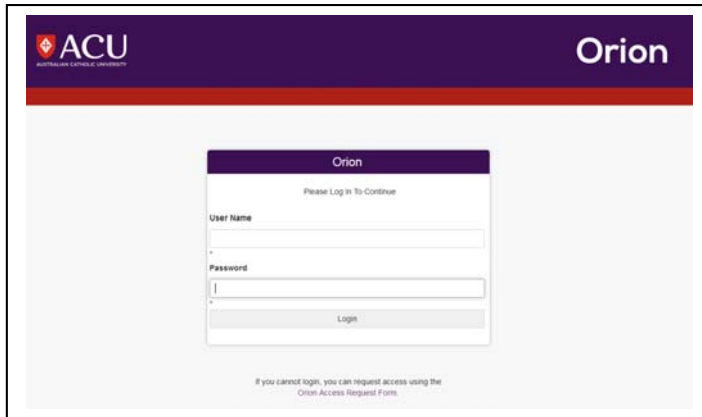 ACU
AUSTRALIAN CATHOLIC UNIVERSITY
Orion
Orion
Please Log In To Continue
User Name
*
Password
*
Login
If you cannot login, you can request access using the
Orion Access Request Form.